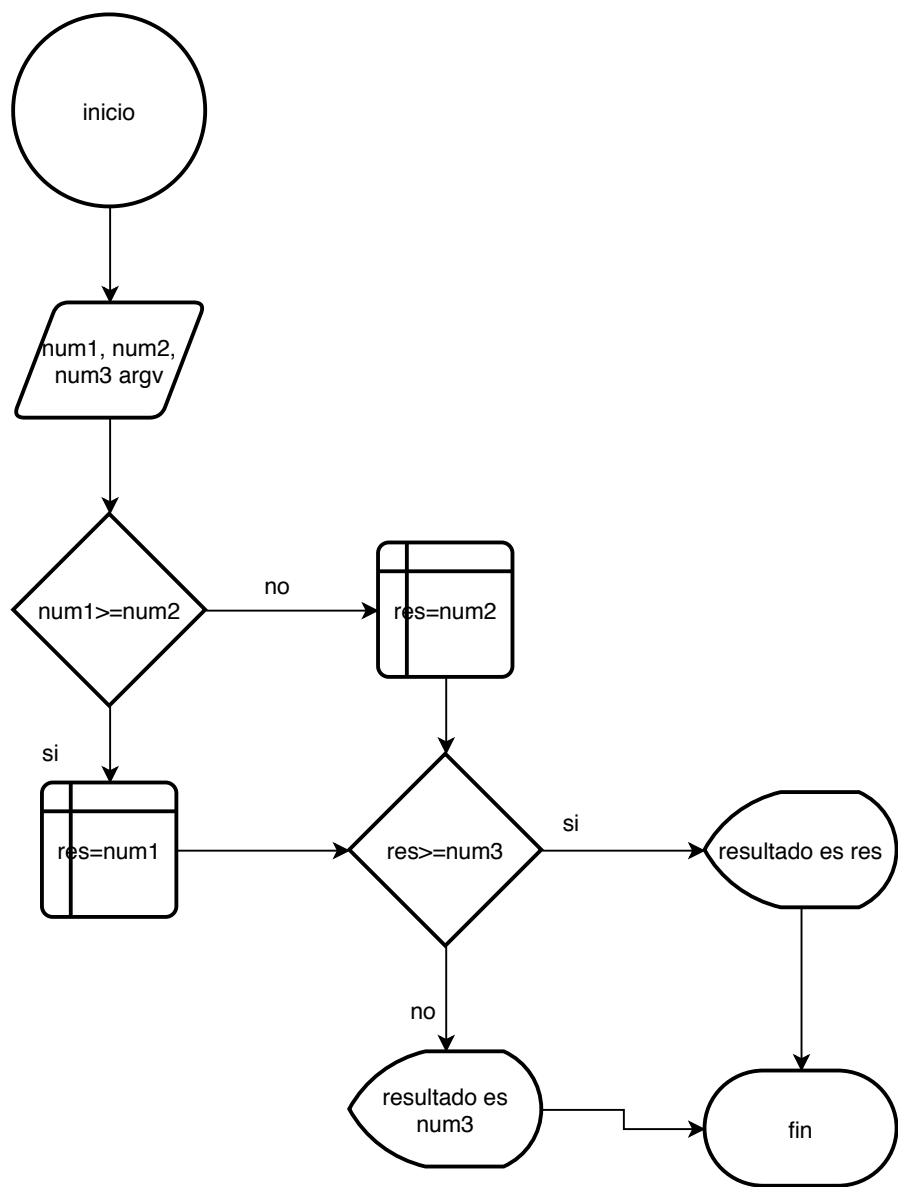 inicio
num1, num2,
num3 argv
num1>=num2
no
res=num2
si
res=num1
res>=num3
si
resultado es res
no
resultado es
num3
fin